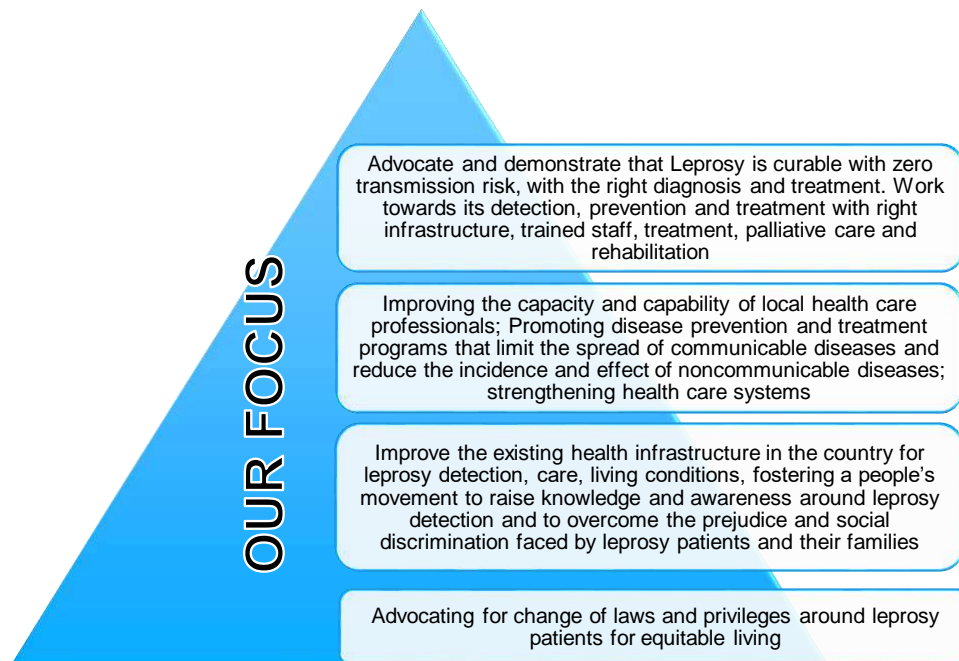 OUR FOCUS
Advocate and demonstrate that Leprosy is curable with zero
transmission risk, with the right diagnosis and treatment. Work
towards its detection, prevention and treatment with right
infrastructure, trained staff, treatment, palliative care and
rehabilitation
Improving the capacity and capability of local health care
professionals; Promoting disease prevention and treatment
programs that limit the spread of communicable diseases and
reduce the incidence and effect of noncommunicable diseases;
strengthening health care systems
Improve the existing health infrastructure in the country for
leprosy detection, care, living conditions, fostering a people's
movement to raise knowledge and awareness around leprosy
detection and to overcome the prejudice and social
discrimination faced by leprosy patients and their families
Advocating for change of laws and privileges around leprosy
patients for equitable living